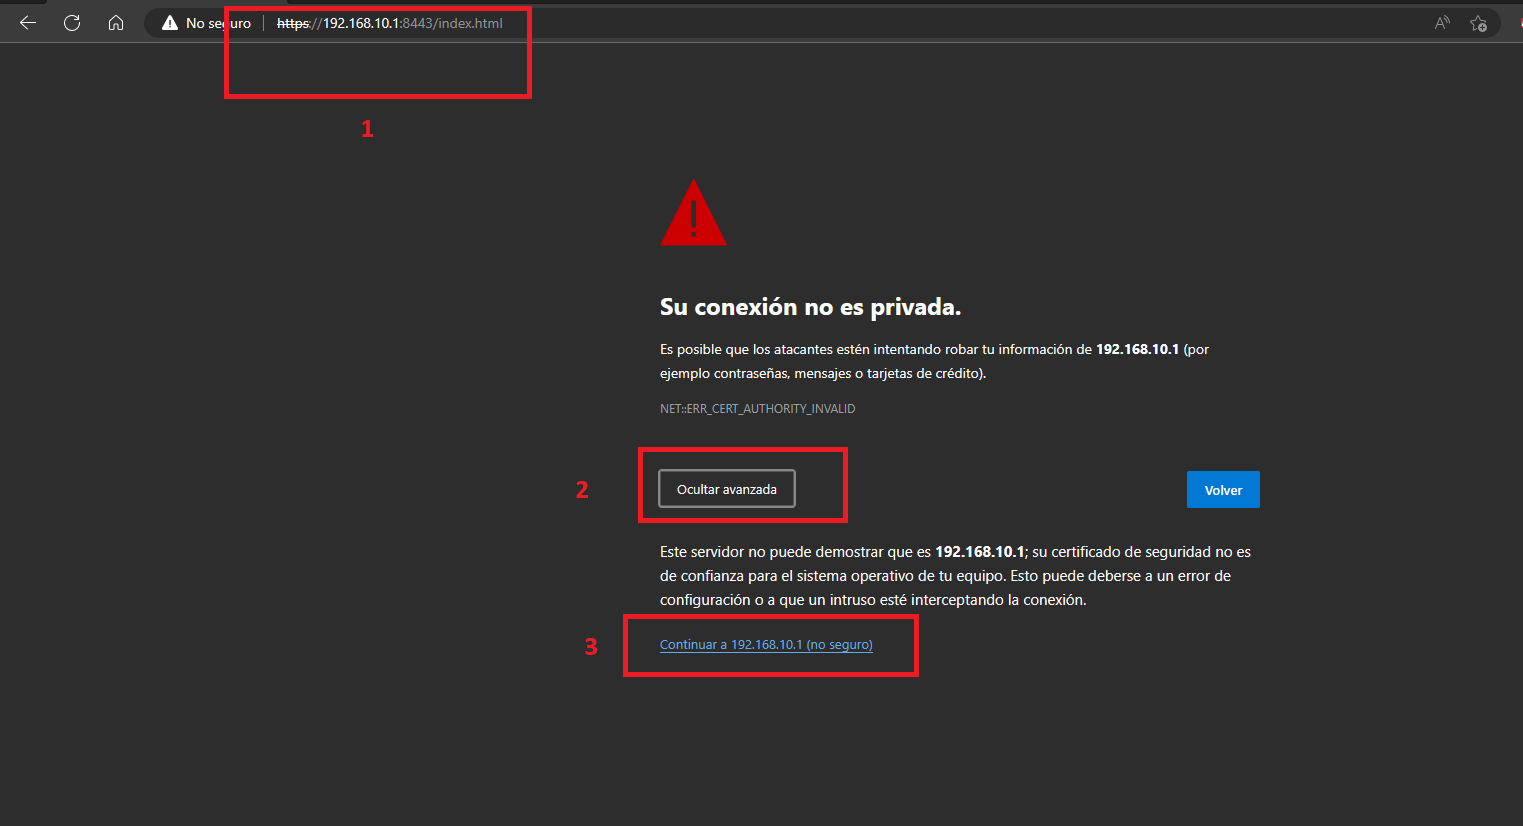 No seguro https://192.168.10.1:8443/index.html
1
Su conexión no es privada.
Es posible que los atacantes estén intentando robar tu información de 192.168.10.1 (por
ejemplo contraseñas, mensajes o tarjetas de crédito).
NET::ERR_CERT_AUTHORITY_INVALID
2
Ocultar avanzada
Volver
Este servidor no puede demostrar que es 192.168.10.1; su certificado de seguridad no es
de confianza para el sistema operativo de tu equipo. Esto puede deberse a un error de
configuración o a que un intruso esté interceptando la conexión.
3
Continuar a 192.168.10.1 (no seguro)